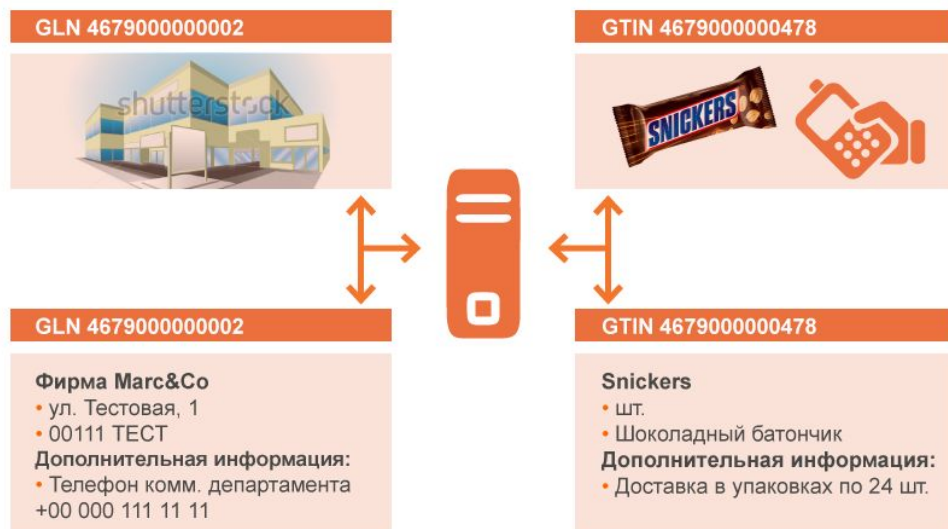 GLN 4679000000002
GTIN 4679000000478
shutterstock
SNICKERS
GLN 4679000000002
Фирма Marc&Co
• ул. Тестовая, 1
• 00111 ТЕСТ
Дополнительная информация:
• Телефон комм. департамента
+00 000 111 11 11
GTIN 4679000000478
Snickers
• шт.
• Шоколадный батончик
Дополнительная информация:
• Доставка в упаковках по 24 шт.